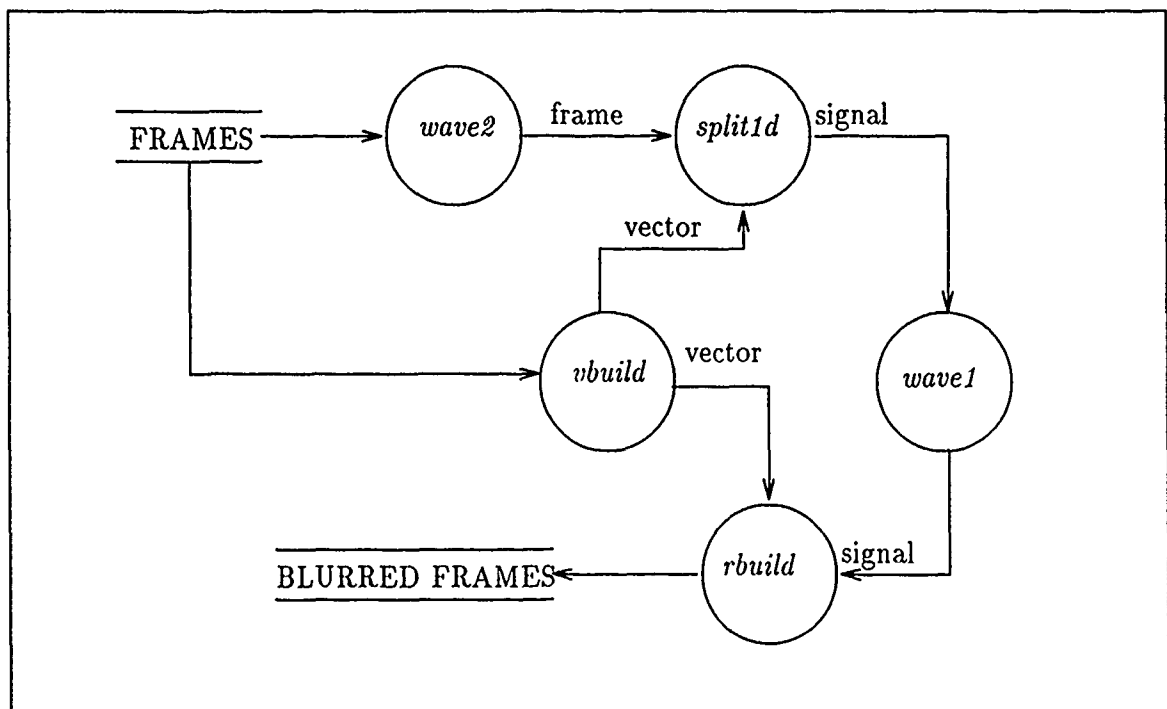 wave2
frame
split1d
signal
FRAMES
vector
vbuild
vector
wave1
rbuild
signal
BLURRED FRAMES